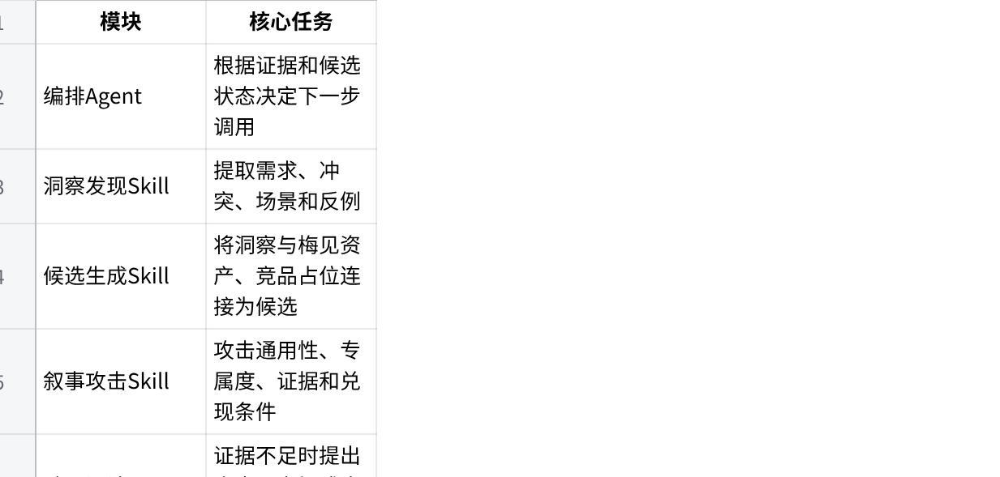 模块
核心任务
编排Agent
根据证据和候选
状态决定下一步
调用
洞察发现Skill
提取需求、冲
突、场景和反例
候选生成Skill
将洞察与梅见资
产、竞品占位连
接为候选
叙事攻击Skill
攻击通用性、专
属度、证据和兑
现条件
证据不足时提出